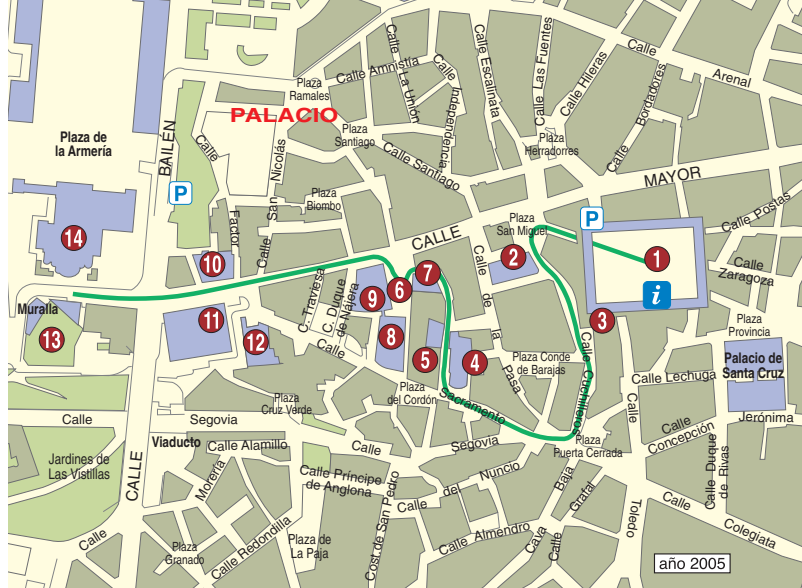 Calle
Amnistía
Calle
La Unión
Calle
Independencia
Calle Escalinata
Calle Las Fuentes
Calle Hileras
Calle
Bordadores
Calle
Arenal
Plaza
Ramales
PALACIO
Plaza
Santiago
Calle Santiago
Plaza
Herradorres
Plaza de
la Armería
BAILÉN
Calle
Factor
Calle San Nicolás
Plaza
Biombo
P
MAYOR
Calle Postas
Plaza
San Miguel
P
CALLE
Calle
Zaragoza
14
10
1
2
i
Calle de la Pasa
7
6
9
C. Traviesa
C. Duque
de Nájera
Calle
Muralla
13
11
12
8
5
4
3
Plaza
Provincia
Palacio de
Santa Cruz
Plaza Conde
de Barajas
Calle Cuchilleros
Calle Lechuga
Calle
Plaza
del Cordón
Sacramento
Plaza
Cruz Verde
Calle
Segovia
Jerónima
Calle
Concepción
Viaducto
Calle Alamillo
Calle
Segovia
Plaza
Puerta Cerrada
Calle Duque
de Rivas
Jardines de
Las Vistillas
CALLE
Morería
Calle Príncipe
de Anglona
Cost. de San Pedro
Calle del Nuncio
Baja
Grafal
Toledo
Calle
Colegiata
Calle
Plaza
Granado
Calle Redondilla
Plaza de
La Paja
Calle Almendro
Cava
Calle
año 2005